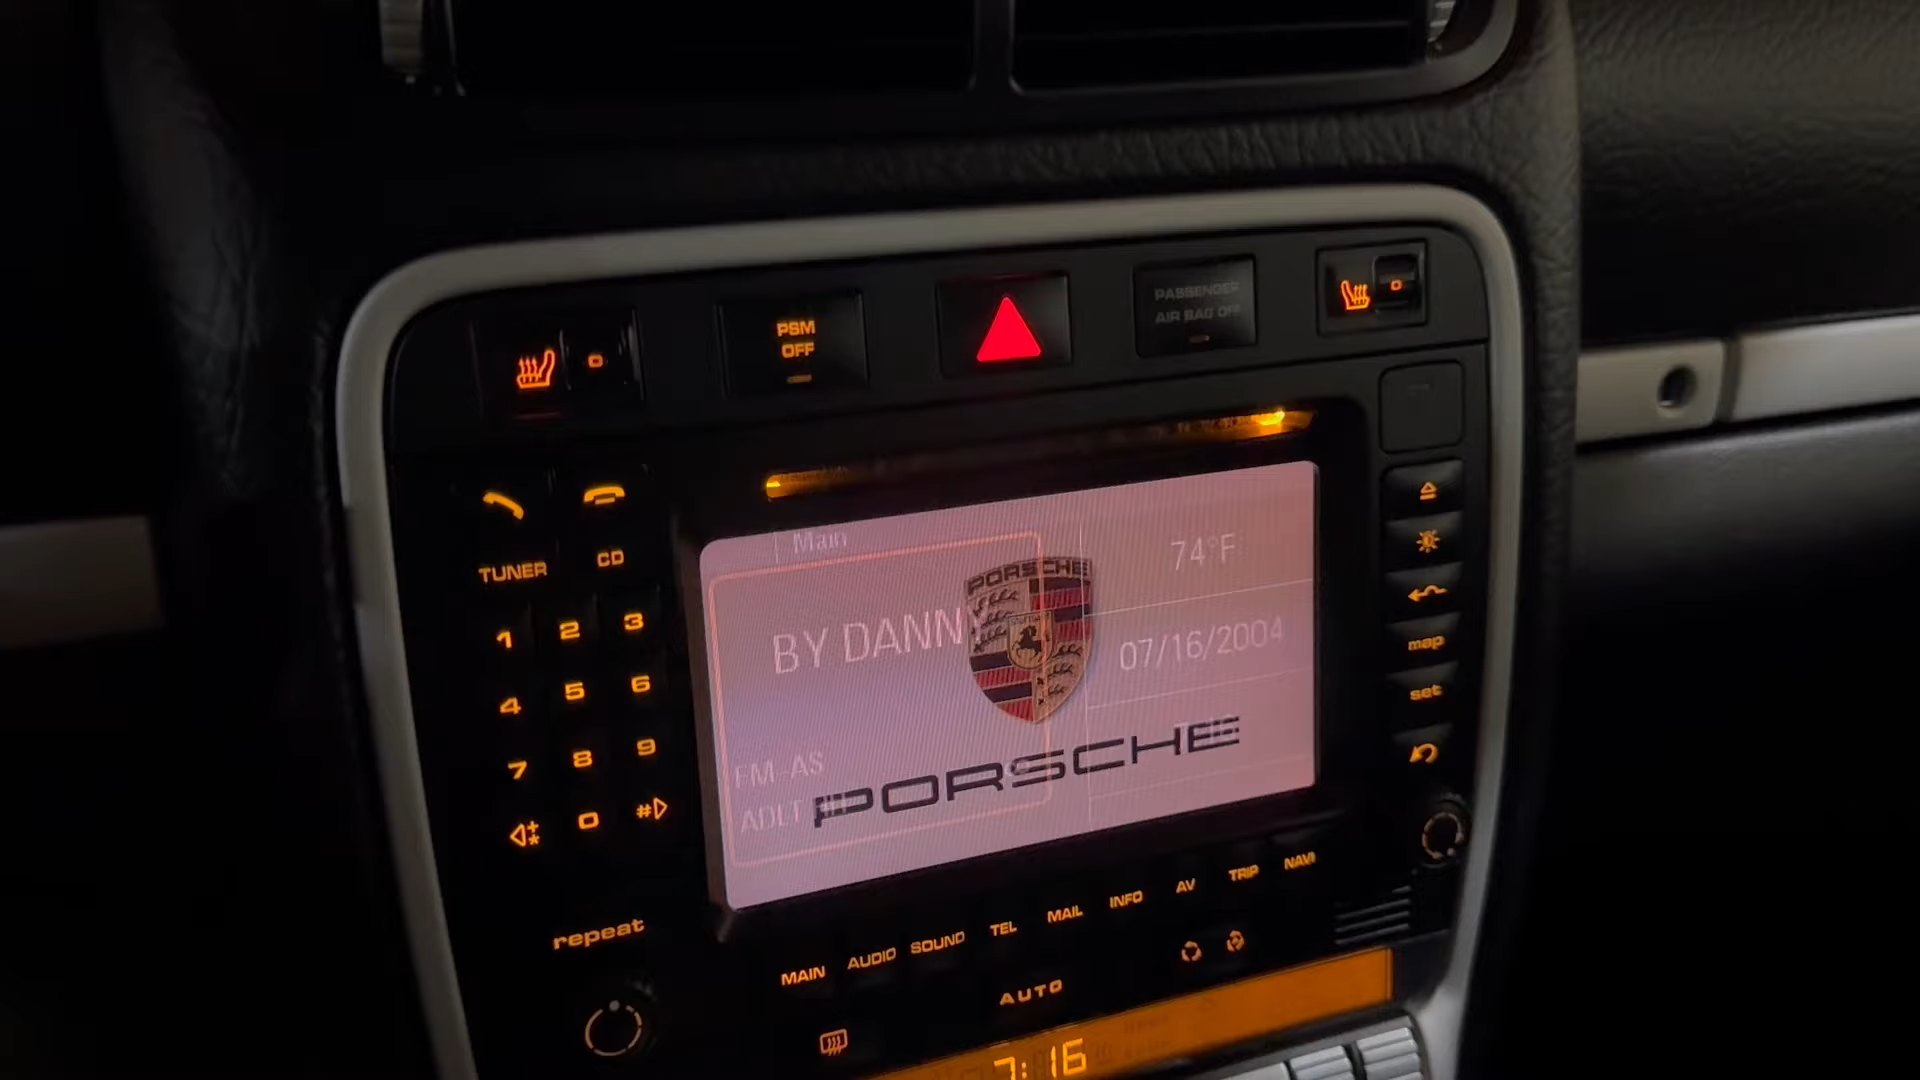 PSM
OFF
PASSENGER
AIR BAG OFF
TUNER
CD
1 2 3
4 5 6
7 8 9
0 #
repeat
Main
BY DANN
FM-AS
ADLT
74°F
07/16/2004
PORSCHE
PORSCHE
map
set
MAIN AUDIO SOUND TEL MAIL INFO AV TRIP NAVI
AUTO
7:16